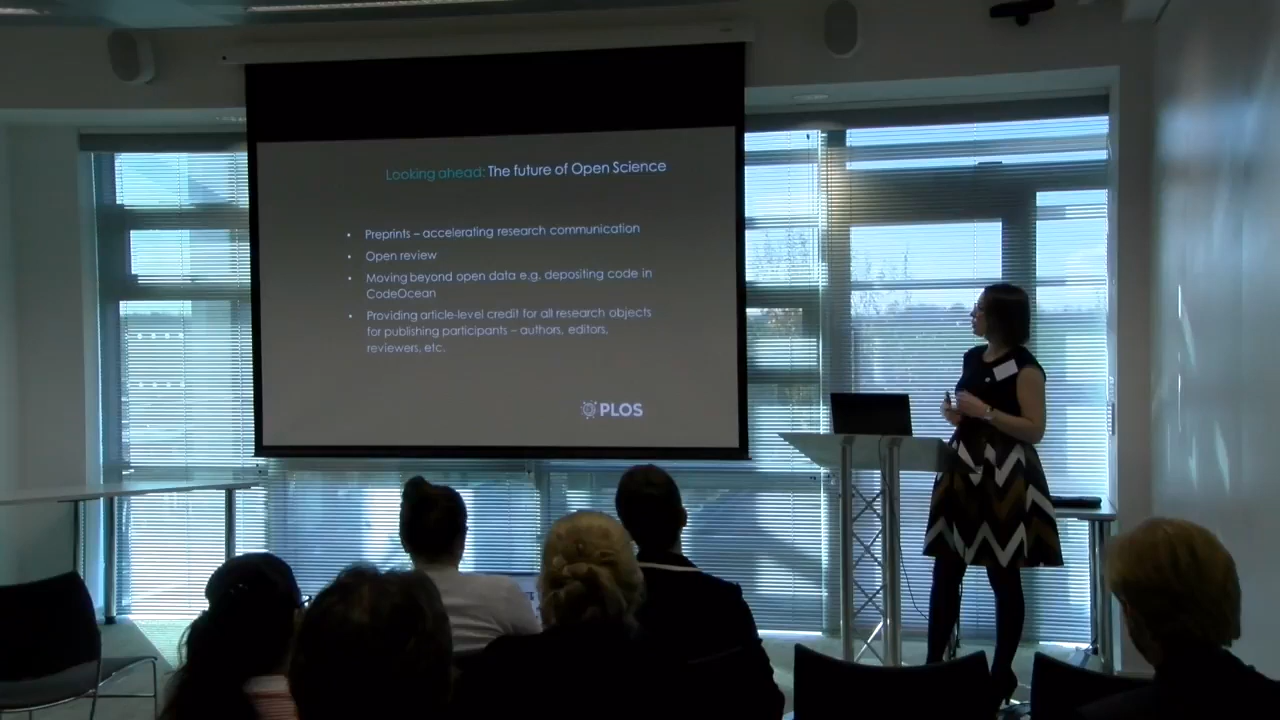 Looking ahead: The future of Open Science
• Preprints – accelerating research communication
• Open review
• Moving beyond open data e.g. depositing code in
CodeOcean
• Providing article-level credit for all research objects
for publishing participants – authors, editors,
reviewers, etc.
PLOS